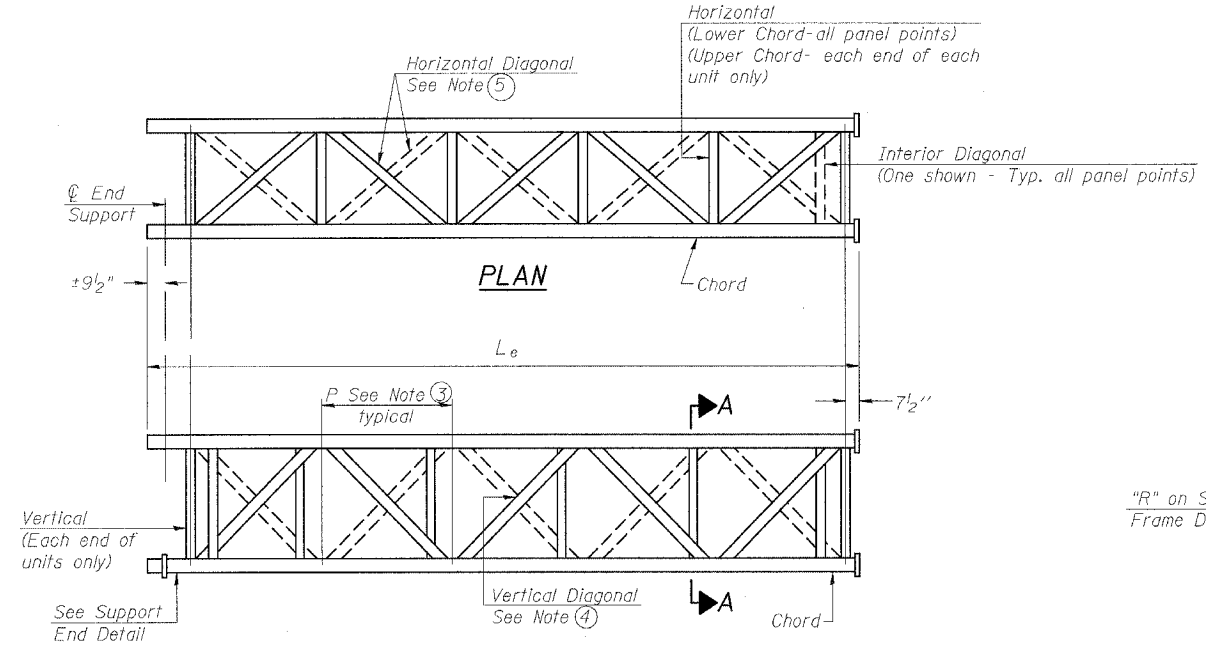 Horizontal
(Lower Chord-all panel points)
(Upper Chord- each end of each
unit only)
Horizontal Diagonal
See Note 5
Interior Diagonal
(One shown - Typ. all panel points)
℄ End
Support
±9½"
PLAN
Chord
Le
P See Note 3
typical
A
7½"
"R" on S
Frame D
Vertical
(Each end of
units only)
Vertical Diagonal
See Note 4
A
See Support
End Detail
Chord